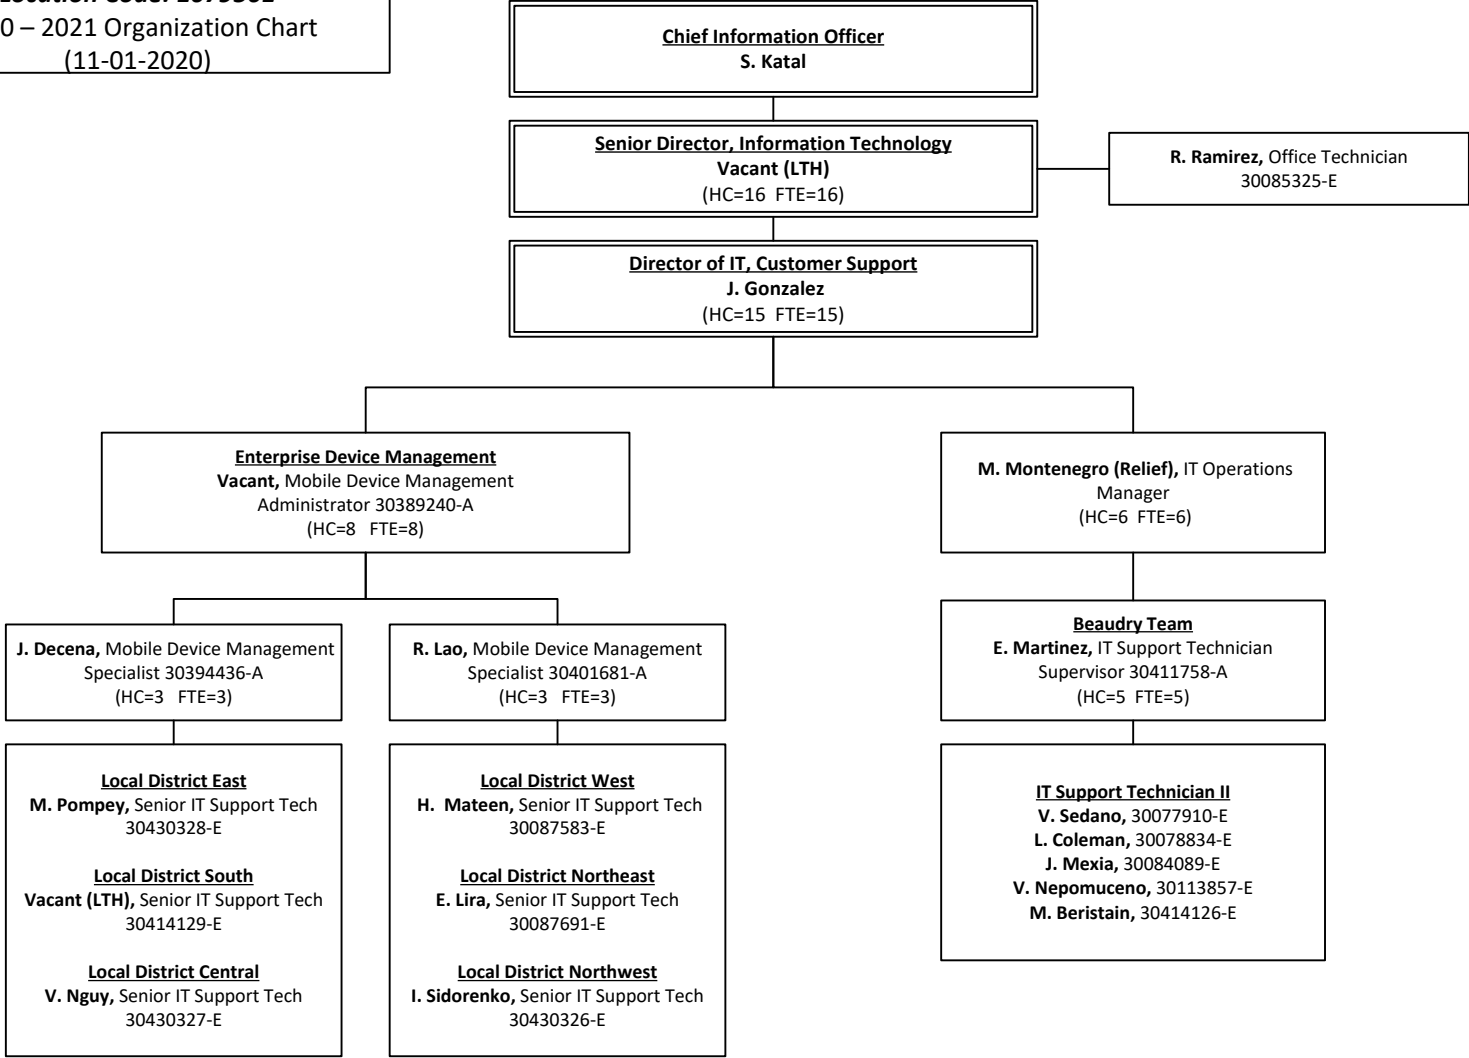 0 – 2021 Organization Chart
(11-01-2020)
Chief Information Officer
S. Katal
Senior Director, Information Technology
Vacant (LTH)
(HC=16 FTE=16)
R. Ramirez, Office Technician
30085325-E
Director of IT, Customer Support
J. Gonzalez
(HC=15 FTE=15)
Enterprise Device Management
Vacant, Mobile Device Management
Administrator 30389240-A
(HC=8 FTE=8)
M. Montenegro (Relief), IT Operations
Manager
(HC=6 FTE=6)
J. Decena, Mobile Device Management
Specialist 30394436-A
(HC=3 FTE=3)
R. Lao, Mobile Device Management
Specialist 30401681-A
(HC=3 FTE=3)
Beaudry Team
E. Martinez, IT Support Technician
Supervisor 30411758-A
(HC=5 FTE=5)
Local District East
M. Pompey, Senior IT Support Tech
30430328-E
Local District South
Vacant (LTH), Senior IT Support Tech
30414129-E
Local District Central
V. Nguy, Senior IT Support Tech
30430327-E
Local District West
H. Mateen, Senior IT Support Tech
30087583-E
Local District Northeast
E. Lira, Senior IT Support Tech
30087691-E
Local District Northwest
I. Sidorenko, Senior IT Support Tech
30430326-E
IT Support Technician II
V. Sedano, 30077910-E
L. Coleman, 30078834-E
J. Mexia, 30084089-E
V. Nepomuceno, 30113857-E
M. Beristain, 30414126-E